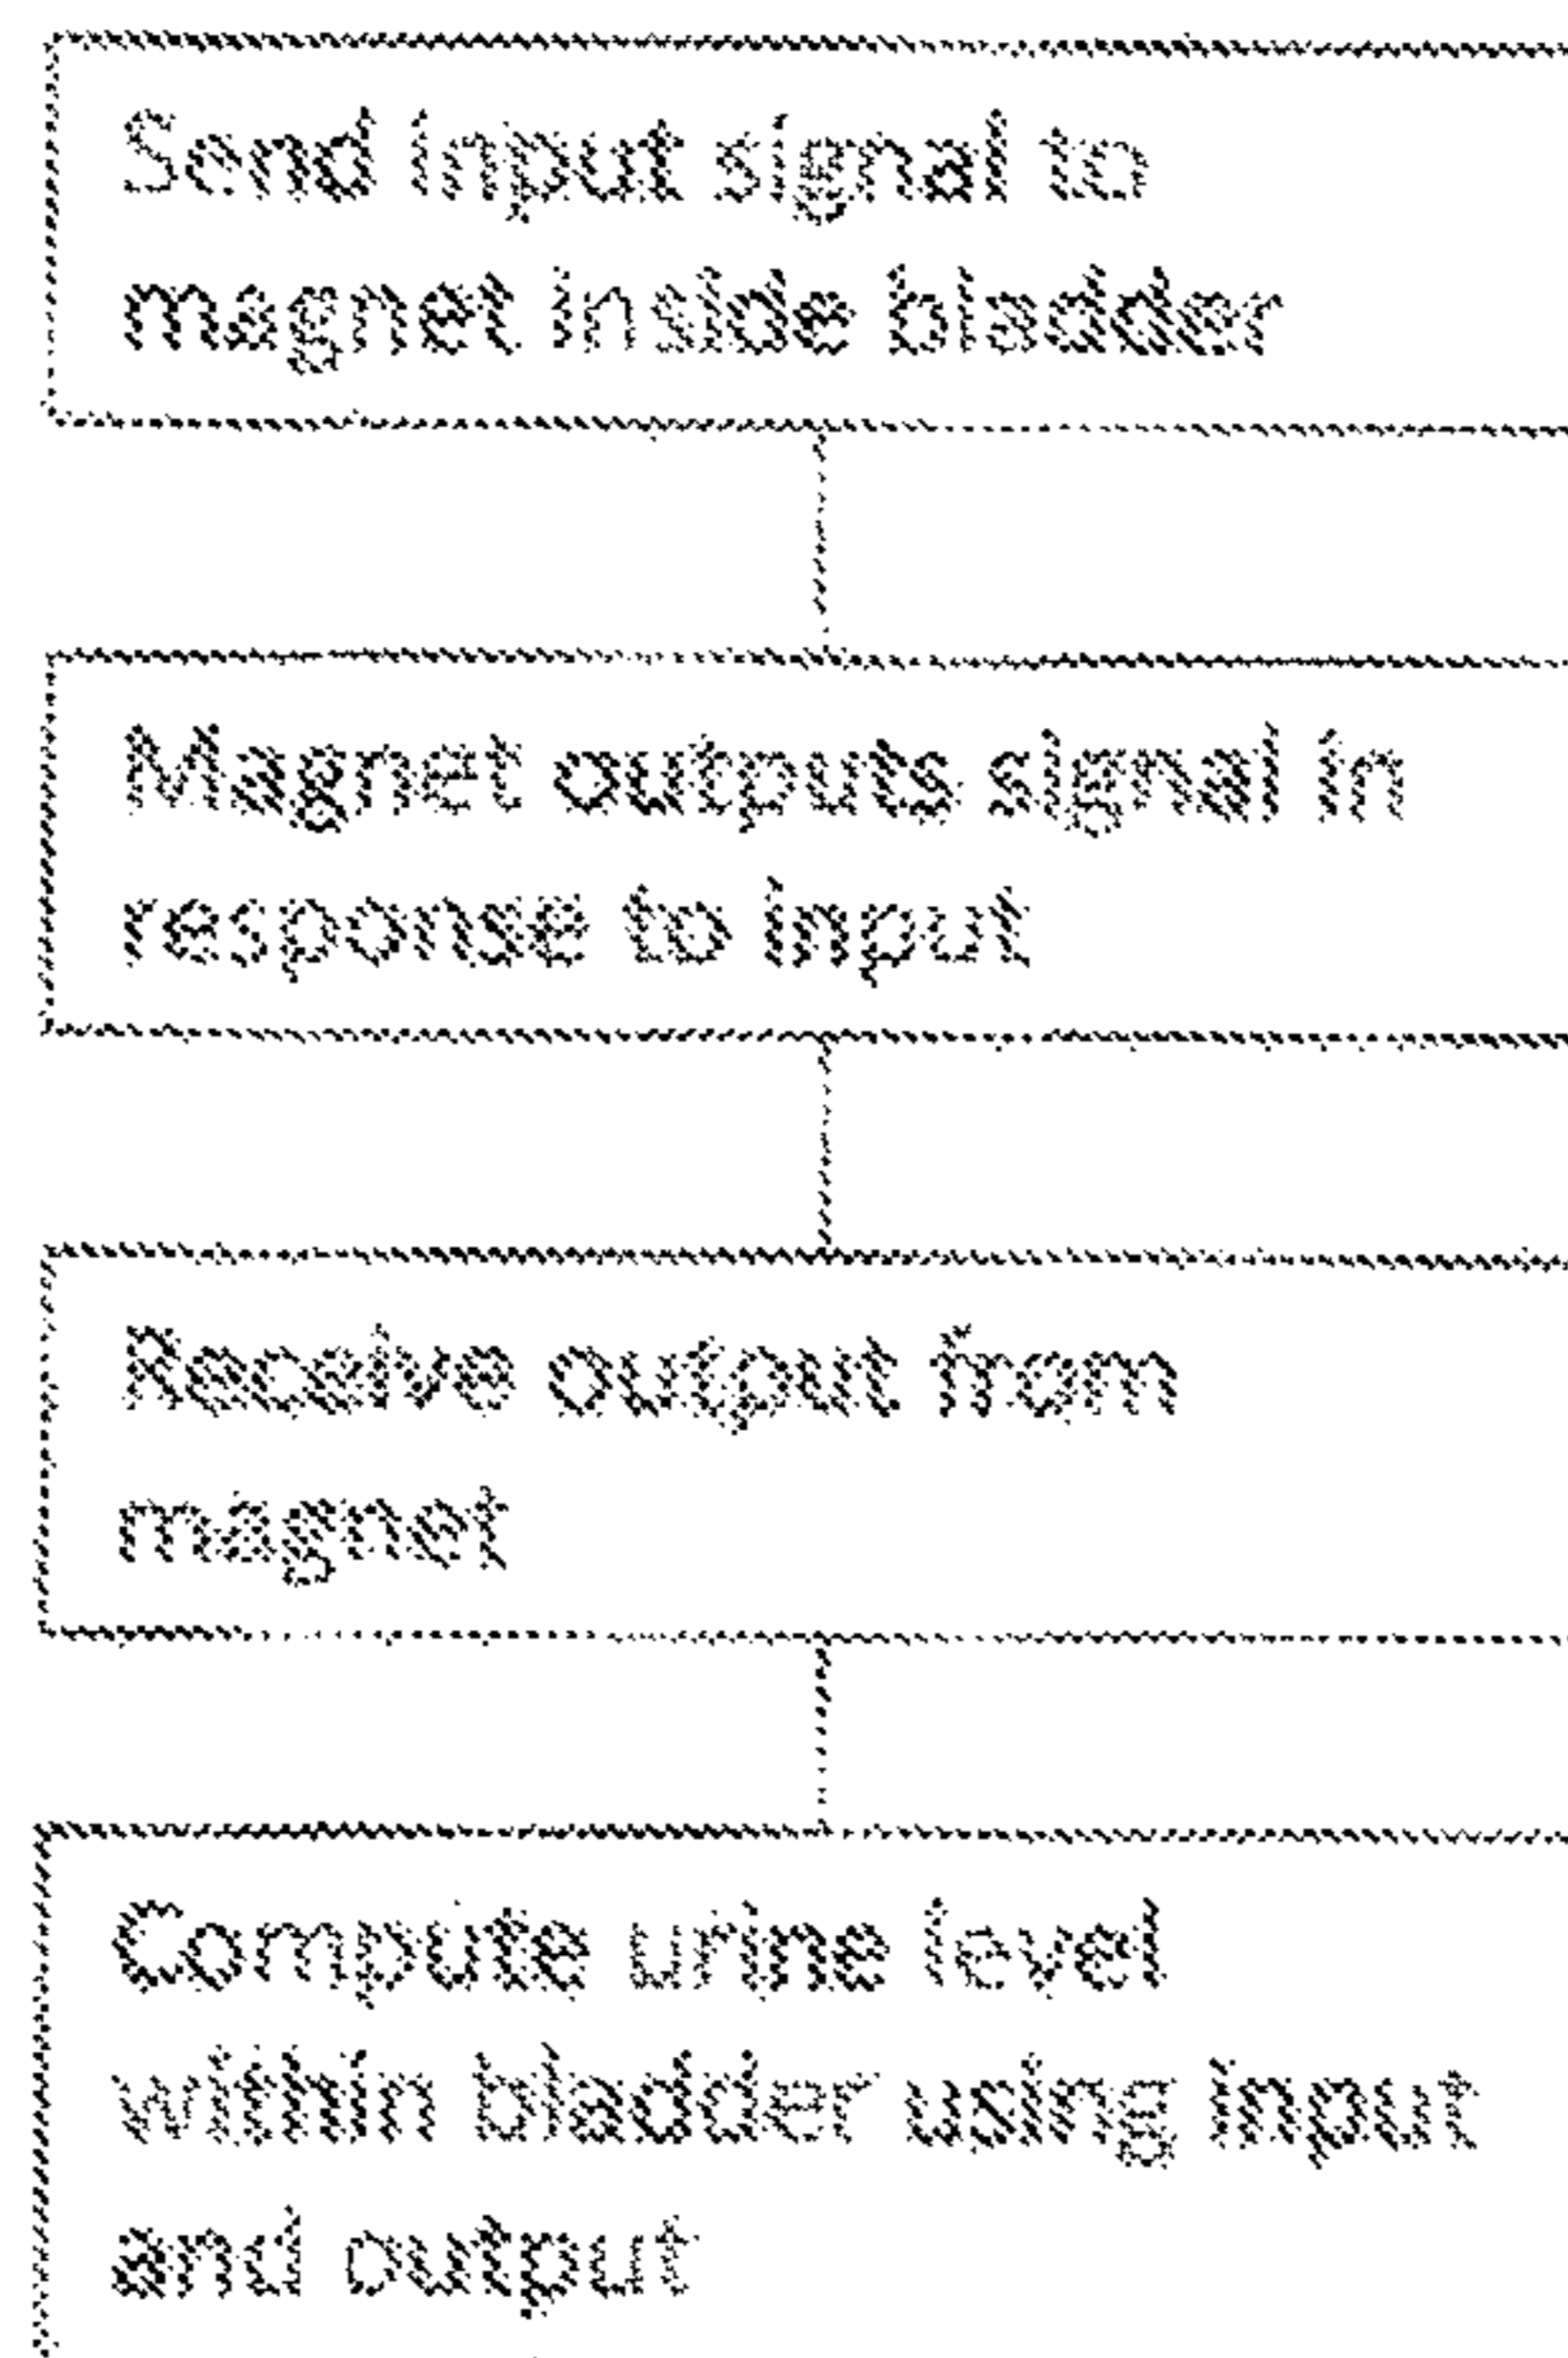 Send input signal to
magnet inside bladder
Magnet outputs signal in
response to input
Receive output from
magnet
Compute urine level
within bladder using input
and output